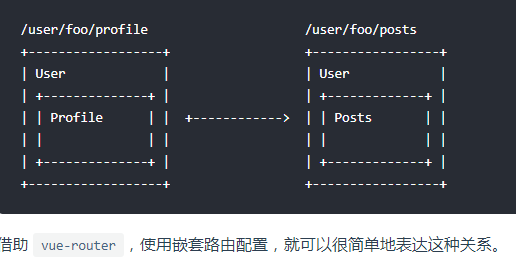 /user/foo/profile                     /user/foo/posts
+------------------+                  +-----------------+
| User             |                  | User            |
| +--------------+ |                  | +-------------+ |
| | Profile      | |  +------------>  | | Posts       | |
| |              | |                  | |             | |
| +--------------+ |                  | +-------------+ |
+------------------+                  +-----------------+
借助 vue-router ，使用嵌套路由配置，就可以很简单地表达这种关系。